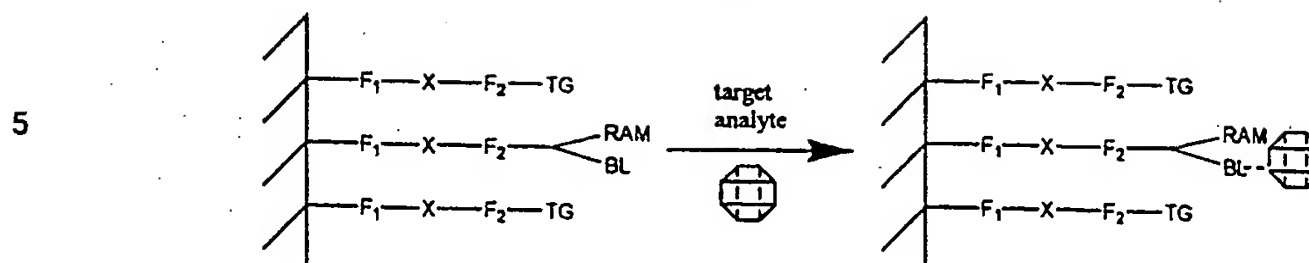 F₁—X—F₂—TG F₁—X—F₂—TG
target
analyte
RAM RAM
5 F₁—X—F₂ F₁—X—F₂
BL BL
F₁—X—F₂—TG F₁—X—F₂—TG